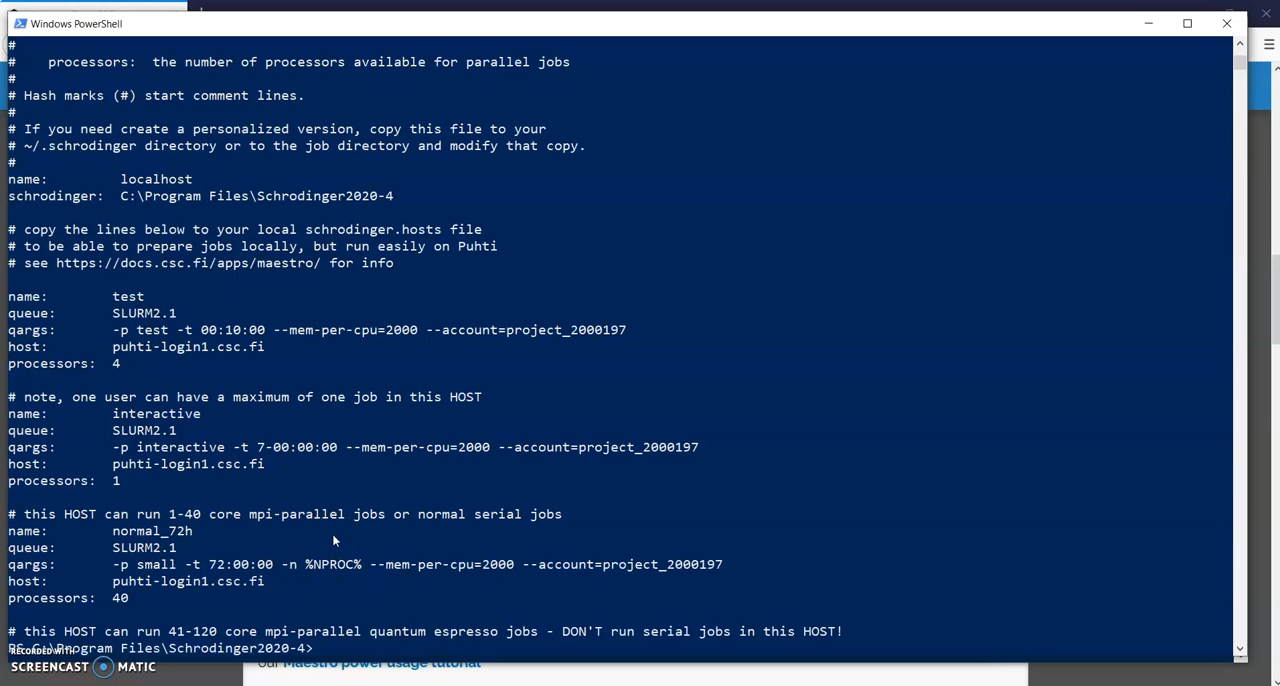 Windows PowerShell
#
#    processors:  the number of processors available for parallel jobs
#
# Hash marks (#) start comment lines.
#
# If you need create a personalized version, copy this file to your
# ~/.schrodinger directory or to the job directory and modify that copy.
#
name:         localhost
schrodinger:  C:\Program Files\Schrodinger2020-4
# copy the lines below to your local schrodinger.hosts file
# to be able to prepare jobs locally, but run easily on Puhti
# see https://docs.csc.fi/apps/maestro/ for info
name:        test
queue:       SLURM2.1
qargs:       -p test -t 00:10:00 --mem-per-cpu=2000 --account=project_2000197
host:        puhti-login1.csc.fi
processors:  4
# note, one user can have a maximum of one job in this HOST
name:        interactive
queue:       SLURM2.1
qargs:       -p interactive -t 7-00:00:00 --mem-per-cpu=2000 --account=project_2000197
host:        puhti-login1.csc.fi
processors:  1
# this HOST can run 1-40 core mpi-parallel jobs or normal serial jobs
name:        normal_72h
queue:       SLURM2.1
qargs:       -p small -t 72:00:00 -n %NPROC% --mem-per-cpu=2000 --account=project_2000197
host:        puhti-login1.csc.fi
processors:  40
# this HOST can run 41-120 core mpi-parallel quantum espresso jobs - DON'T run serial jobs in this HOST!
Program Files\Schrodinger2020-4>
RECORDED WITH
SCREENCAST MATIC
our Maestro power usage tutorial